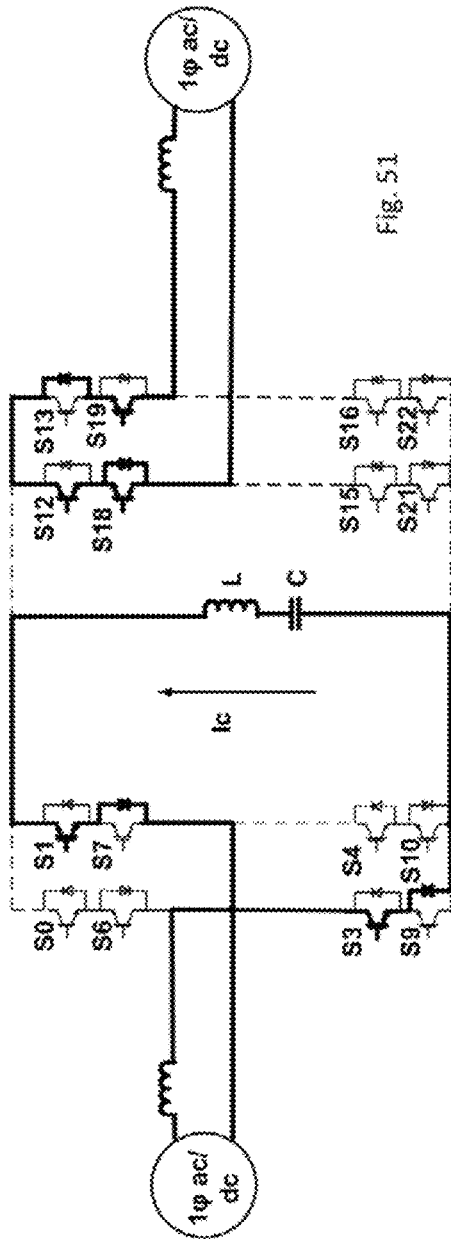 1φ ac/
dc
S0
S6
S1
S7
S3
S9
S4
S10
Ic
L
C
S12
S18
S13
S19
S15
S21
S16
S22
1φ ac/
dc
Fig. 51